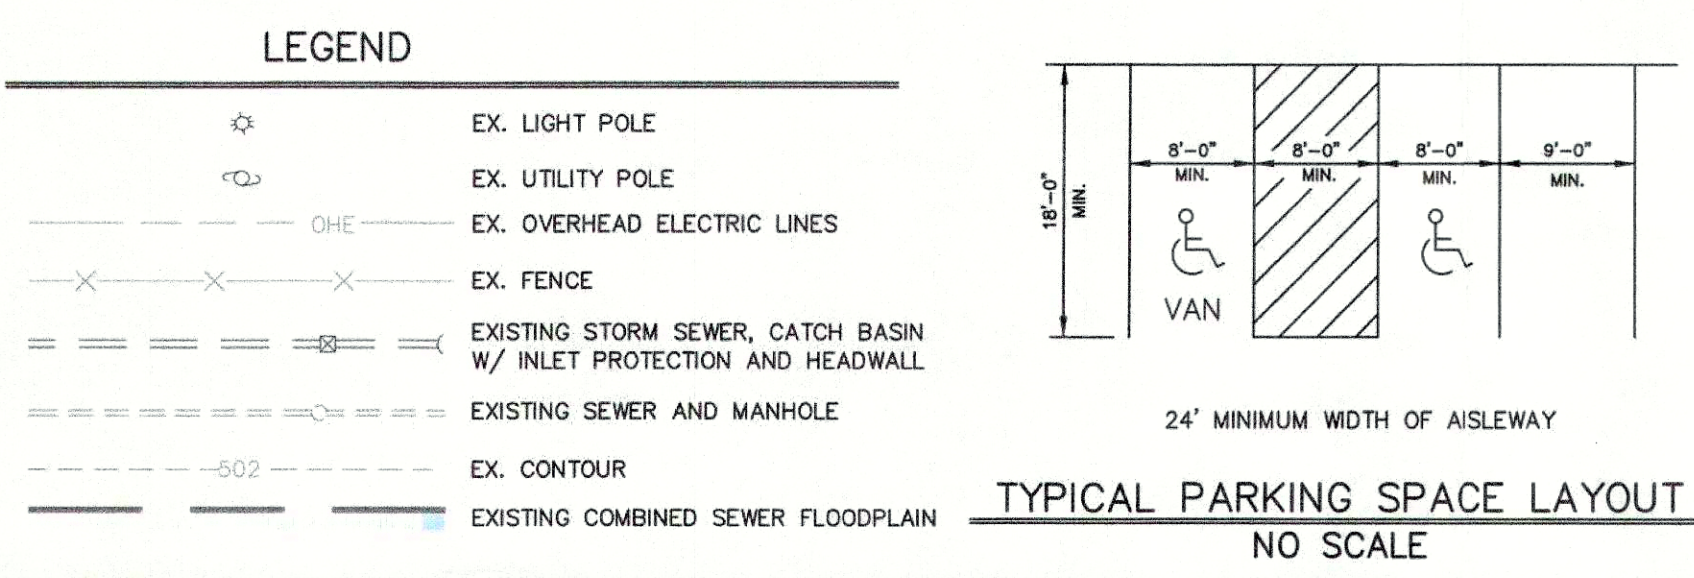 LEGEND
EX. LIGHT POLE
EX. UTILITY POLE
OHE
EX. OVERHEAD ELECTRIC LINES
EX. FENCE
EXISTING STORM SEWER, CATCH BASIN
W/ INLET PROTECTION AND HEADWALL
EXISTING SEWER AND MANHOLE
502
EX. CONTOUR
EXISTING COMBINED SEWER FLOODPLAIN
18'-0"
MIN.
8'-0"
MIN.
8'-0"
MIN.
8'-0"
MIN.
9'-0"
MIN.
VAN
24' MINIMUM WIDTH OF AISLEWAY
TYPICAL PARKING SPACE LAYOUT
NO SCALE